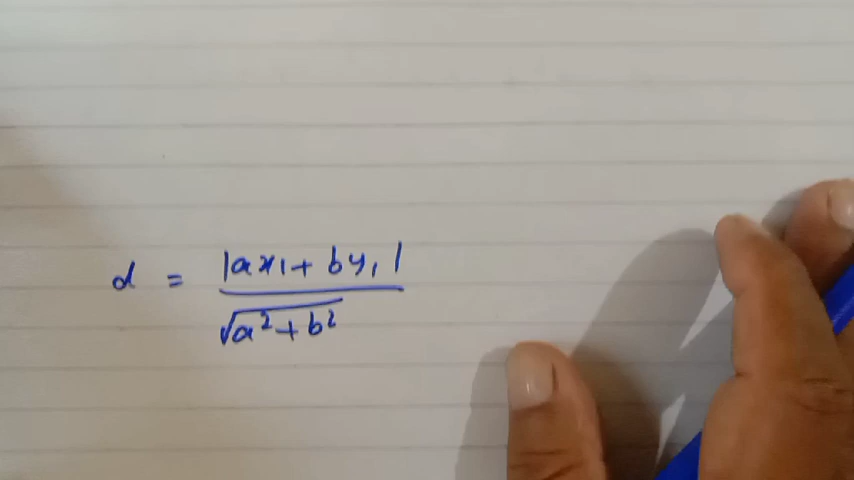 d = |ax₁ + by₁| / √a² + b²